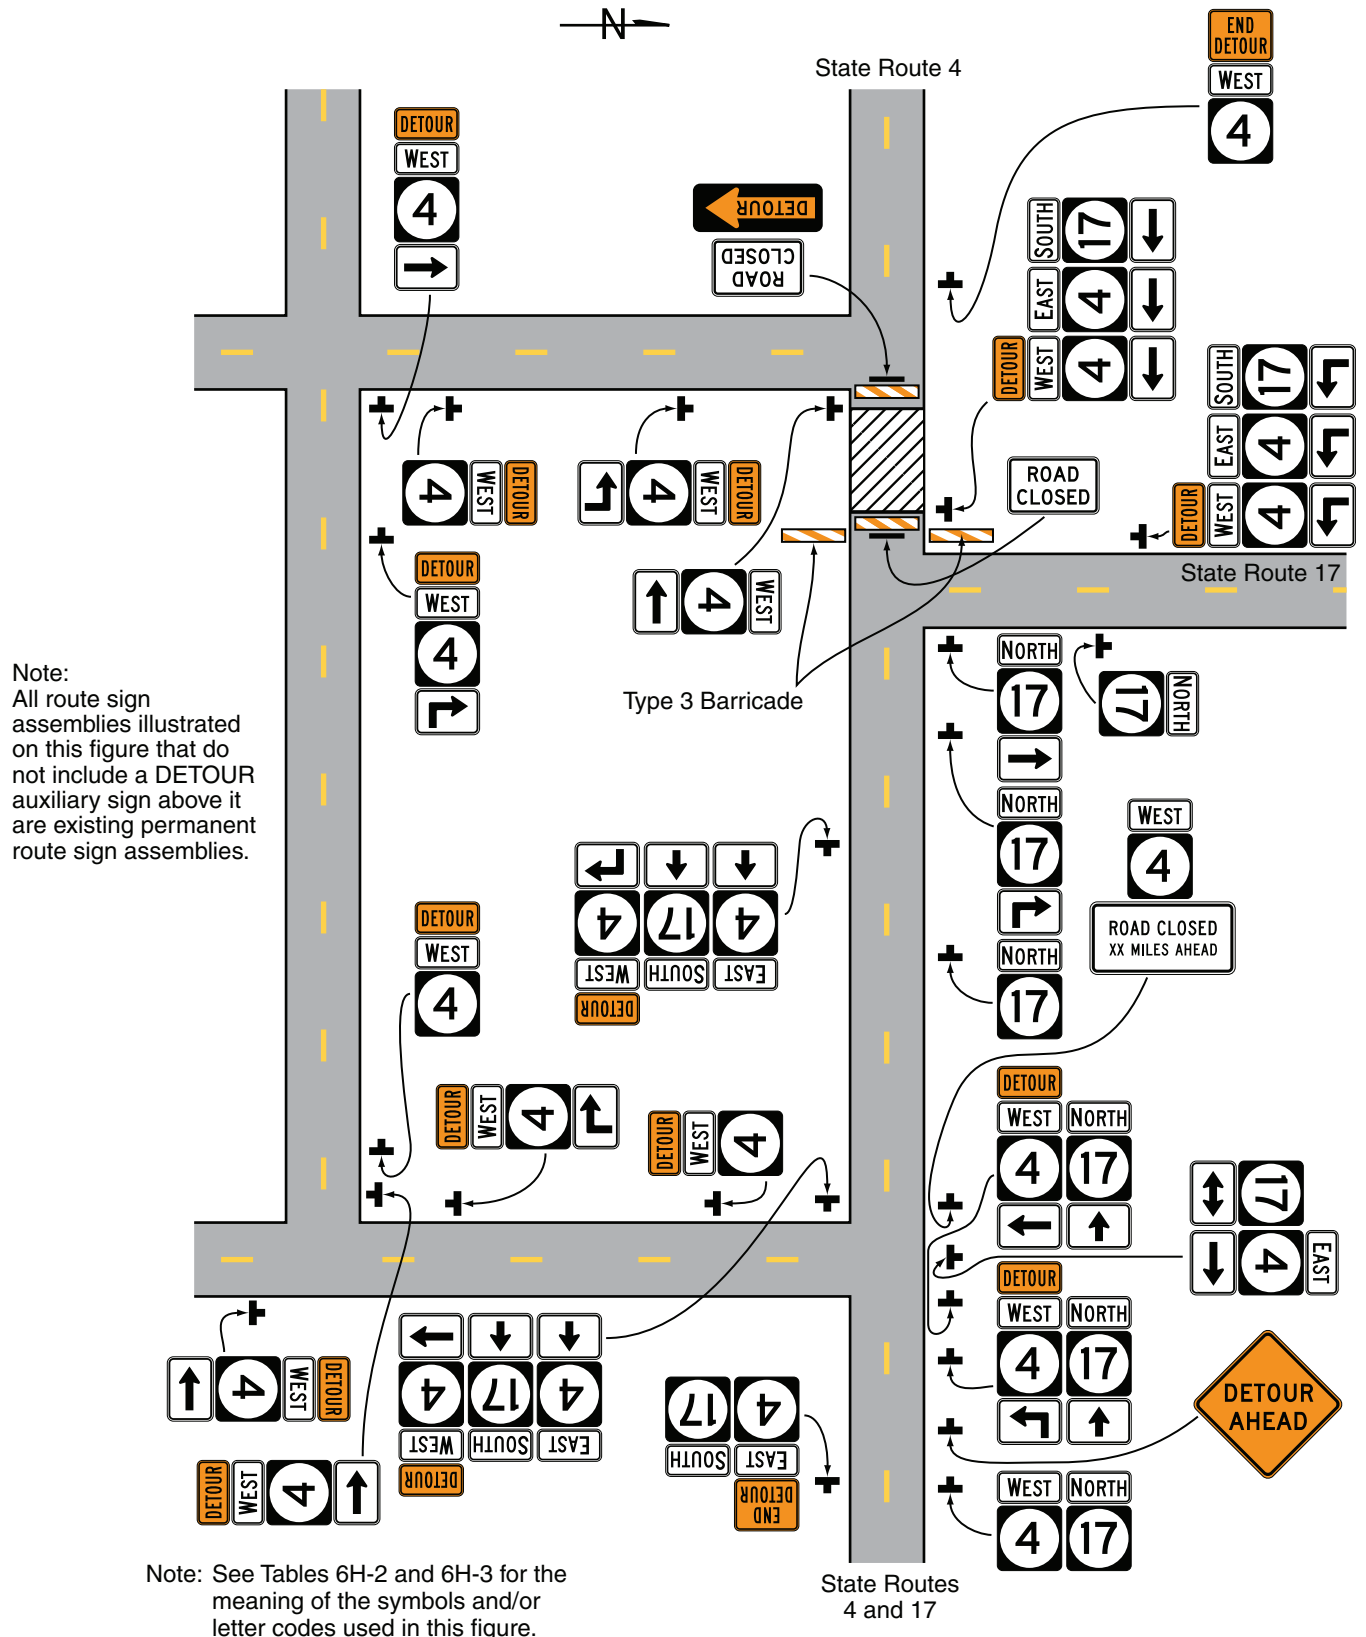 N
State Route 4
END
DETOUR
WEST
4
DETOUR
WEST
4
DETOUR
ROAD
CLOSED
SOUTH
17
EAST
4
DETOUR
WEST
4
SOUTH
17
EAST
4
DETOUR
WEST
4
ROAD
CLOSED
State Route 17
DETOUR
WEST
4
DETOUR
WEST
4
WEST
4
DETOUR
WEST
4
Type 3 Barricade
Note:
All route sign
assemblies illustrated
on this figure that do
not include a DETOUR
auxiliary sign above it
are existing permanent
route sign assemblies.
NORTH
17
NORTH
17
NORTH
17
NORTH
17
WEST
4
ROAD CLOSED
XX MILES AHEAD
DETOUR
WEST
4
SOUTH
17
EAST
4
DETOUR
WEST
4
DETOUR
WEST
4
DETOUR
WEST
4
DETOUR
WEST NORTH
4 17
17
EAST
4
DETOUR
WEST NORTH
4 17
DETOUR
AHEAD
WEST NORTH
4 17
DETOUR
WEST
4
DETOUR
WEST
4
DETOUR
WEST
4
SOUTH
17
EAST
4
END
DETOUR
EAST
4
SOUTH
17
Note: See Tables 6H-2 and 6H-3 for the
meaning of the symbols and/or
letter codes used in this figure.
State Routes
4 and 17